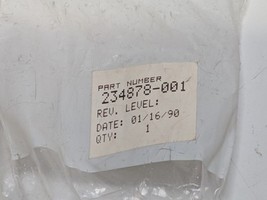 PART NUMBER
234878-001
REV. LEVEL:
DATE: 01/16/90
QTY: 1